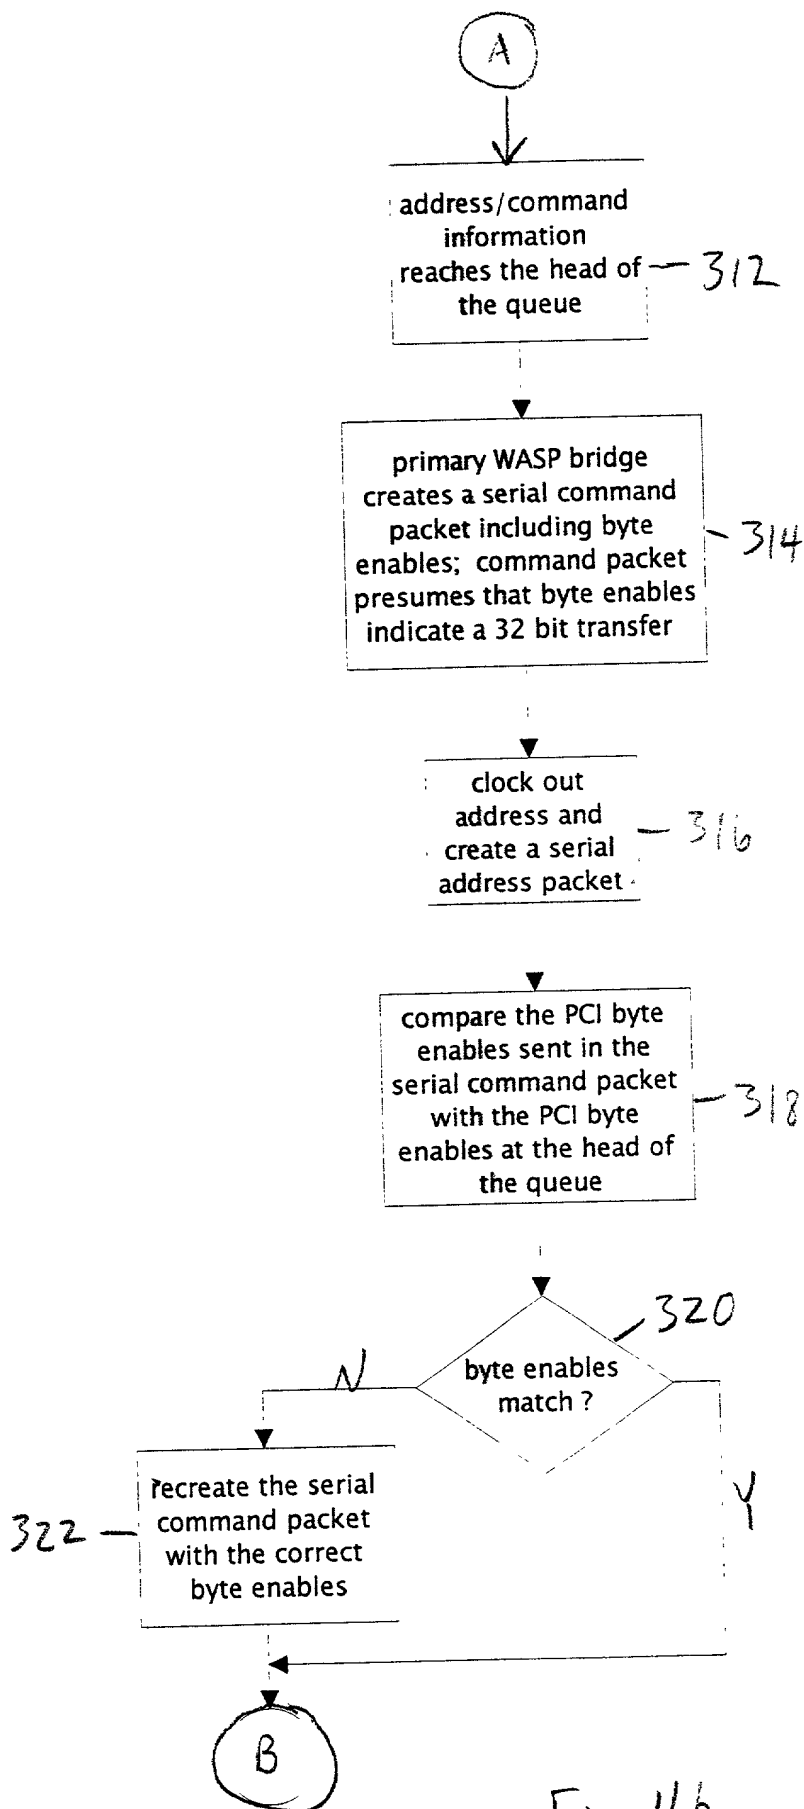 A
address/command
information
reaches the head of
the queue
312
primary WASP bridge
creates a serial command
packet including byte
enables; command packet
presumes that byte enables
indicate a 32 bit transfer
314
clock out
address and
create a serial
address packet
316
compare the PCI byte
enables sent in the
serial command packet
with the PCI byte
enables at the head of
the queue
318
320
byte enables
match ?
N
Y
recreate the serial
command packet
with the correct
byte enables
322
B